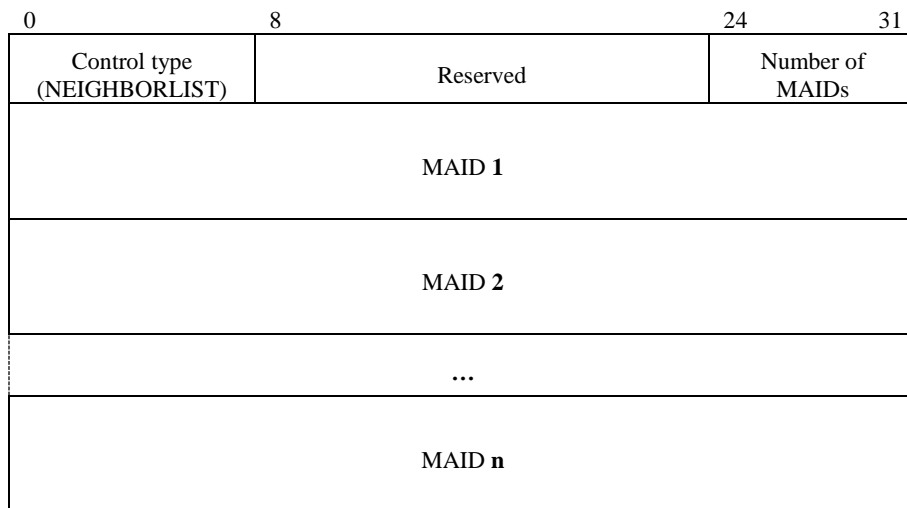 0 8 24 31
Control type
(NEIGHBORLIST)
Reserved
Number of
MAIDs
MAID 1
MAID 2
...
MAID n